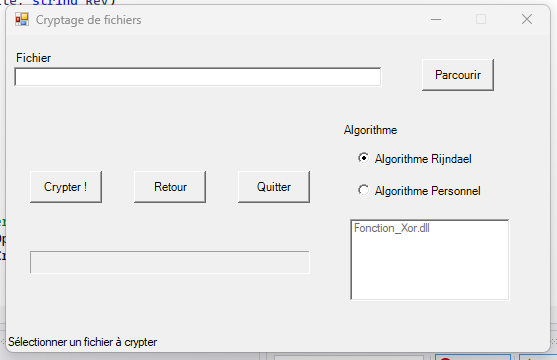 string Key)
Cryptage de fichiers
Fichier
Parcourir
Algorithme
Algorithme Rijndael
Crypter !
Retour
Quitter
Algorithme Personnel
Fonction_Xor.dll
Sélectionner un fichier à crypter